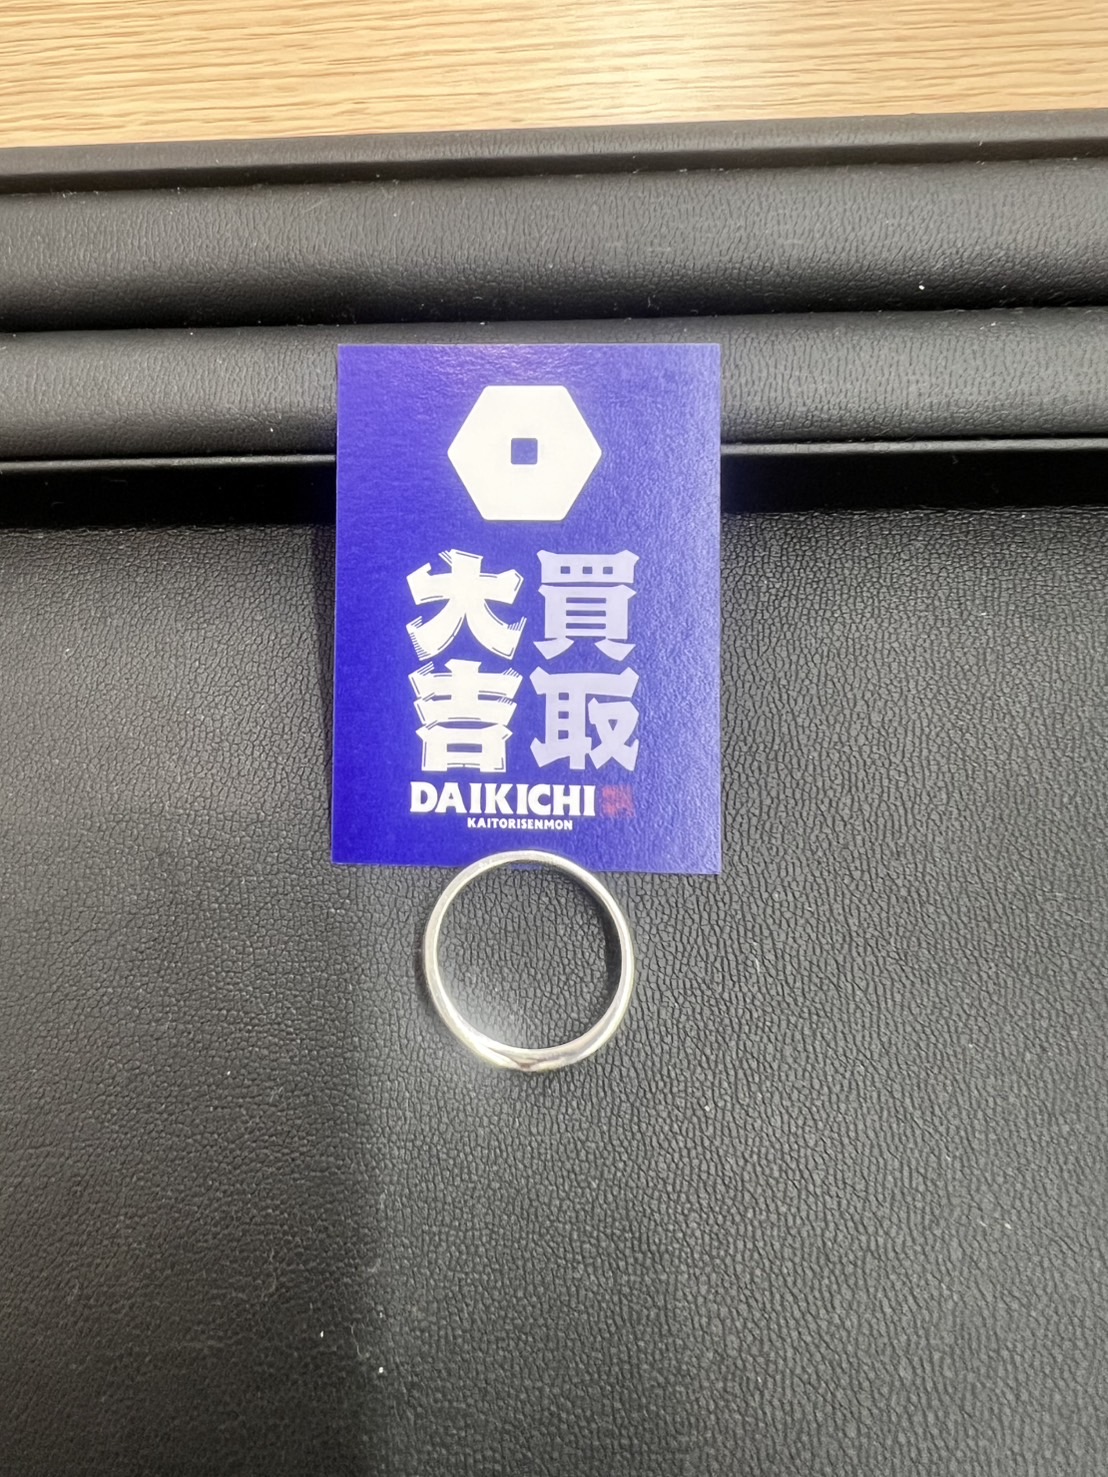 買取
大吉
DAIKICHI
KAITORISENMON